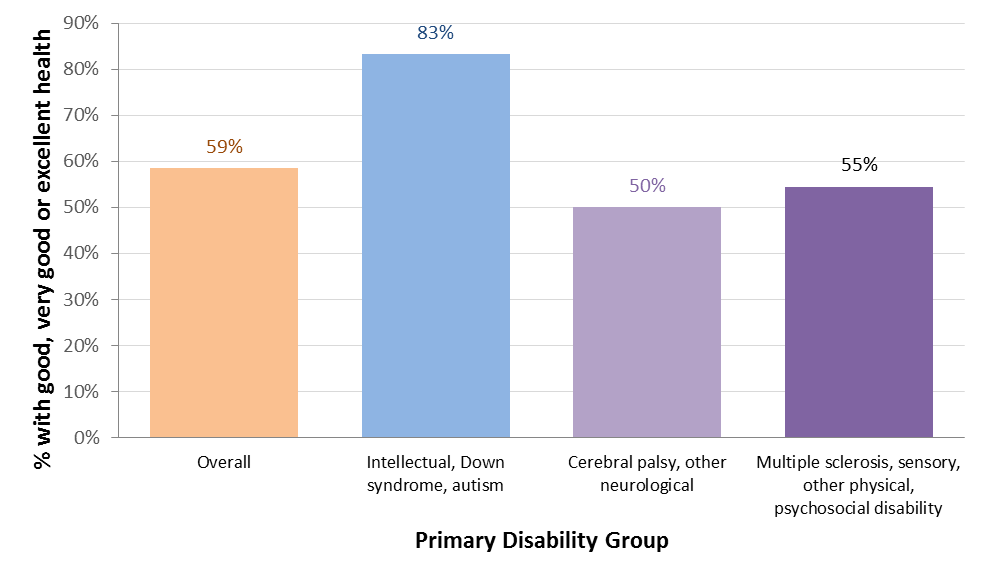 % with good, very good or excellent health
90%
80%
70%
60%
50%
40%
30%
20%
10%
0%
59%
83%
50%
55%
Overall
Intellectual, Down
syndrome, autism
Cerebral palsy, other
neurological
Multiple sclerosis, sensory,
other physical,
psychosocial disability
Primary Disability Group